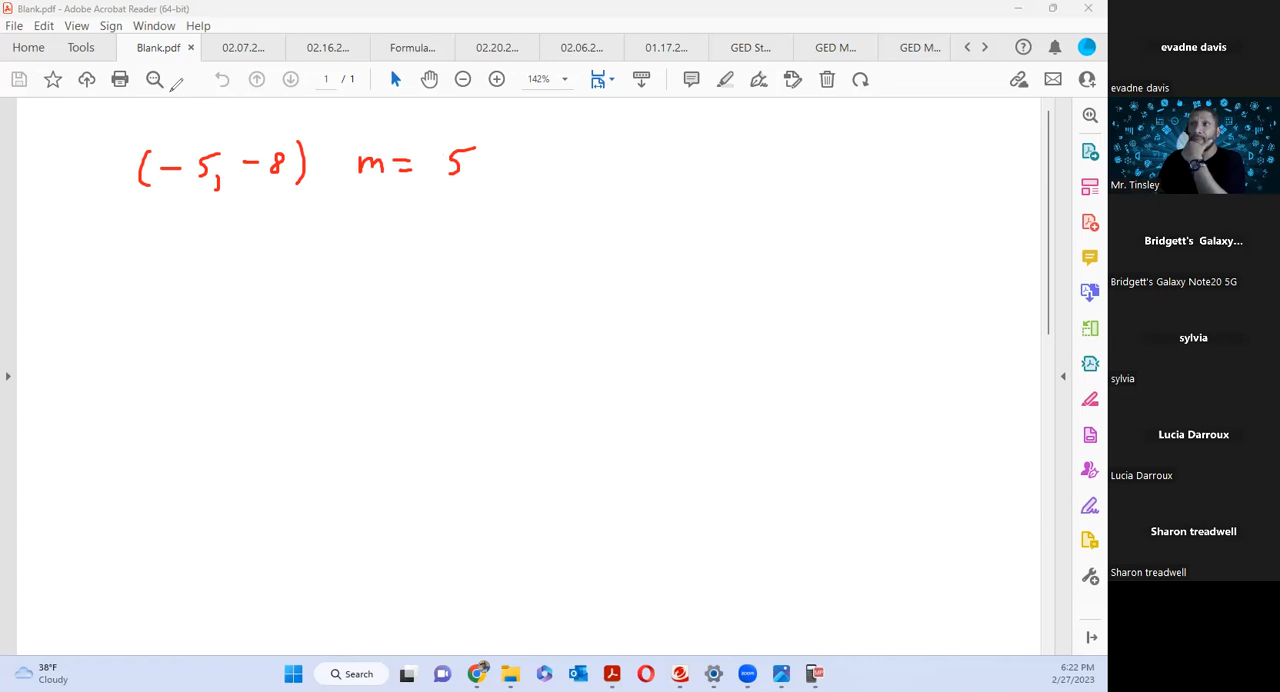 Blank.pdf - Adobe Acrobat Reader (64-bit)
File Edit View Sign Window Help
Home Tools Blank.pdf × 02.07.2... 02.16.2... Formula... 02.20.2... 02.06.2... 01.17.2... GED St... GED M... GED M...
1 / 1 142%
(-5, -8) m = 5
evadne davis
evadne davis
Mr. Tinsley
Bridgett's Galaxy...
Bridgett's Galaxy Note20 5G
sylvia
sylvia
Lucia Darroux
Lucia Darroux
Sharon treadwell
Sharon treadwell
38°F
Cloudy
Search
zoom
6:22 PM
2/27/2023